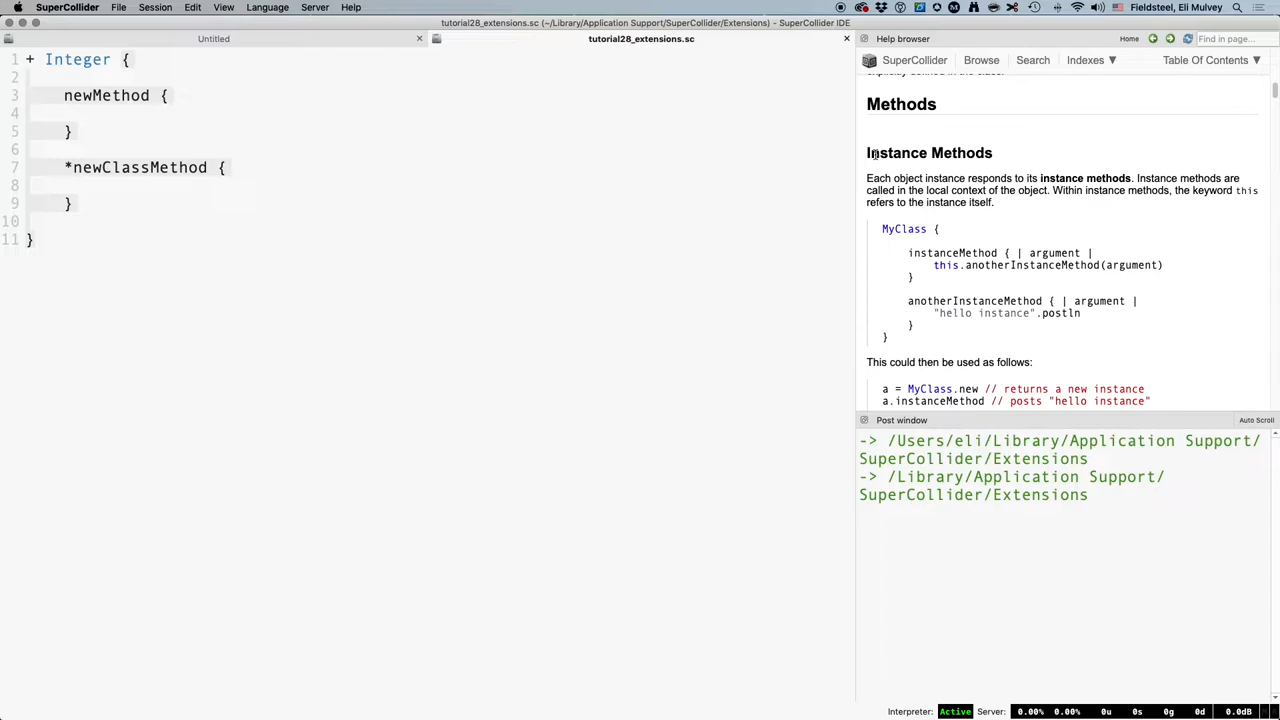 SuperCollider File Session Edit View Language Server Help Fieldsteel, Eli Mulvey
tutorial28_extensions.sc (~/Library/Application Support/SuperCollider/Extensions) - SuperCollider IDE
Untitled
tutorial28_extensions.sc
1 + Integer {
2
3 newMethod {
4
5 }
6
7 *newClassMethod {
8
9 }
10
11 }
Help browser Home Find in page...
SuperCollider Browse Search Indexes ▼ Table Of Contents ▼
explicitly defined in the class.
Methods
Instance Methods
Each object instance responds to its instance methods. Instance methods are
called in the local context of the object. Within instance methods, the keyword this
refers to the instance itself.
MyClass {
instanceMethod { | argument |
this.anotherInstanceMethod(argument)
}
anotherInstanceMethod { | argument |
"hello instance".postln
}
}
This could then be used as follows:
a = MyClass.new // returns a new instance
a.instanceMethod // posts "hello instance"
Post window Auto Scroll
-> /Users/eli/Library/Application Support/
SuperCollider/Extensions
-> /Library/Application Support/
SuperCollider/Extensions
Interpreter: Active Server: 0.00% 0.00% 0u 0s 0g 0d 0.0dB